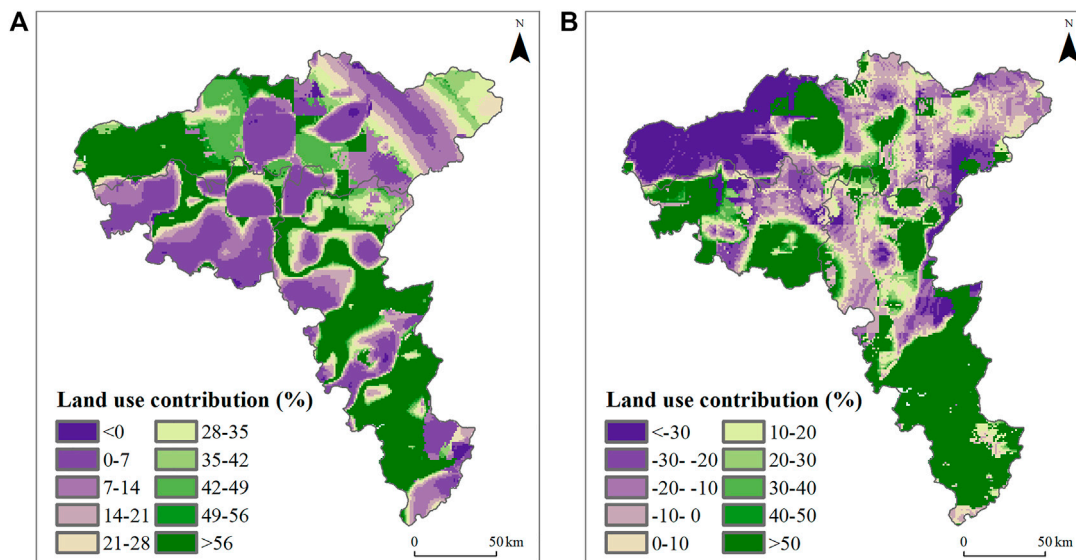 A
N
Land use contribution (%)
<0
0-7
7-14
14-21
21-28
28-35
35-42
42-49
49-56
>56
0 50 km
B
N
Land use contribution (%)
<-30
-30- -20
-20- -10
-10- 0
0-10
10-20
20-30
30-40
40-50
>50
0 50 km